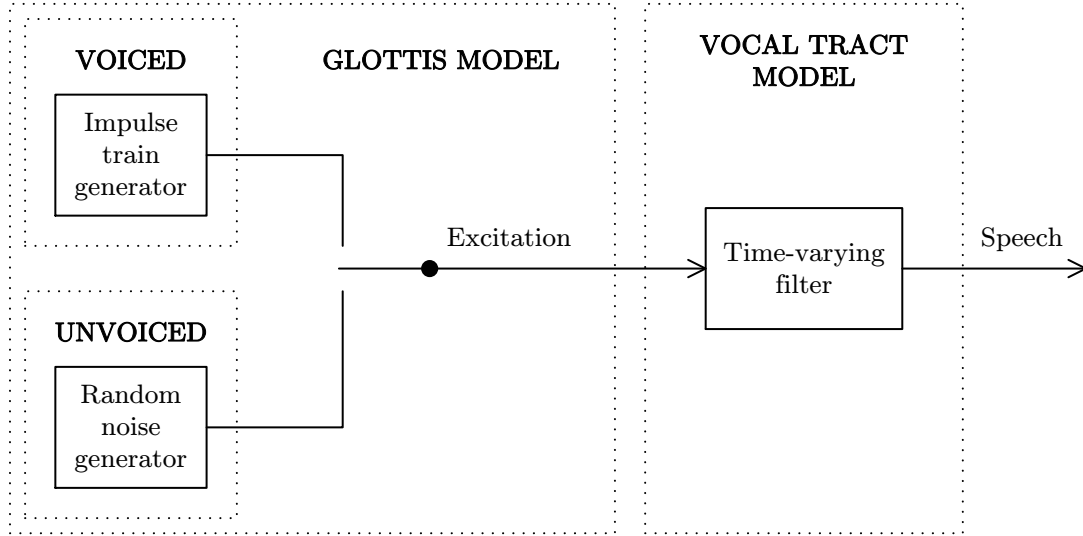 VOICED
Impulse
train
generator
GLOTTIS MODEL
UNVOICED
Random
noise
generator
Excitation
VOCAL TRACT
MODEL
Time-varying
filter
Speech